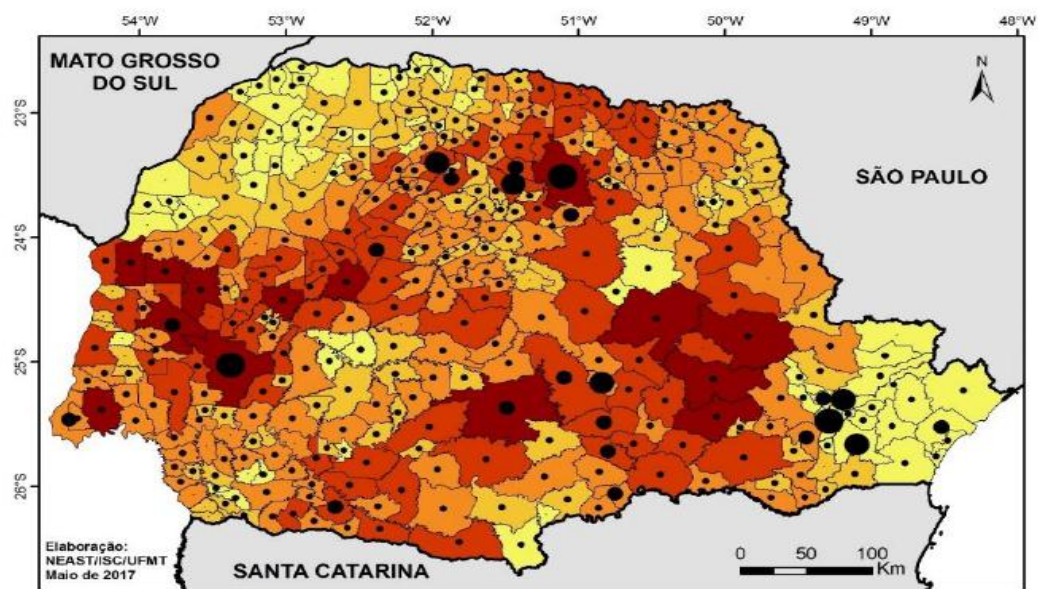 54°W 53°W 52°W 51°W 50°W 49°W 48°W
MATO GROSSO
DO SUL
N
23°S
SÃO PAULO
24°S
25°S
26°S
Elaboração:
NEAST/ISC/UFMT
Maio de 2017
SANTA CATARINA
0 50 100
Km